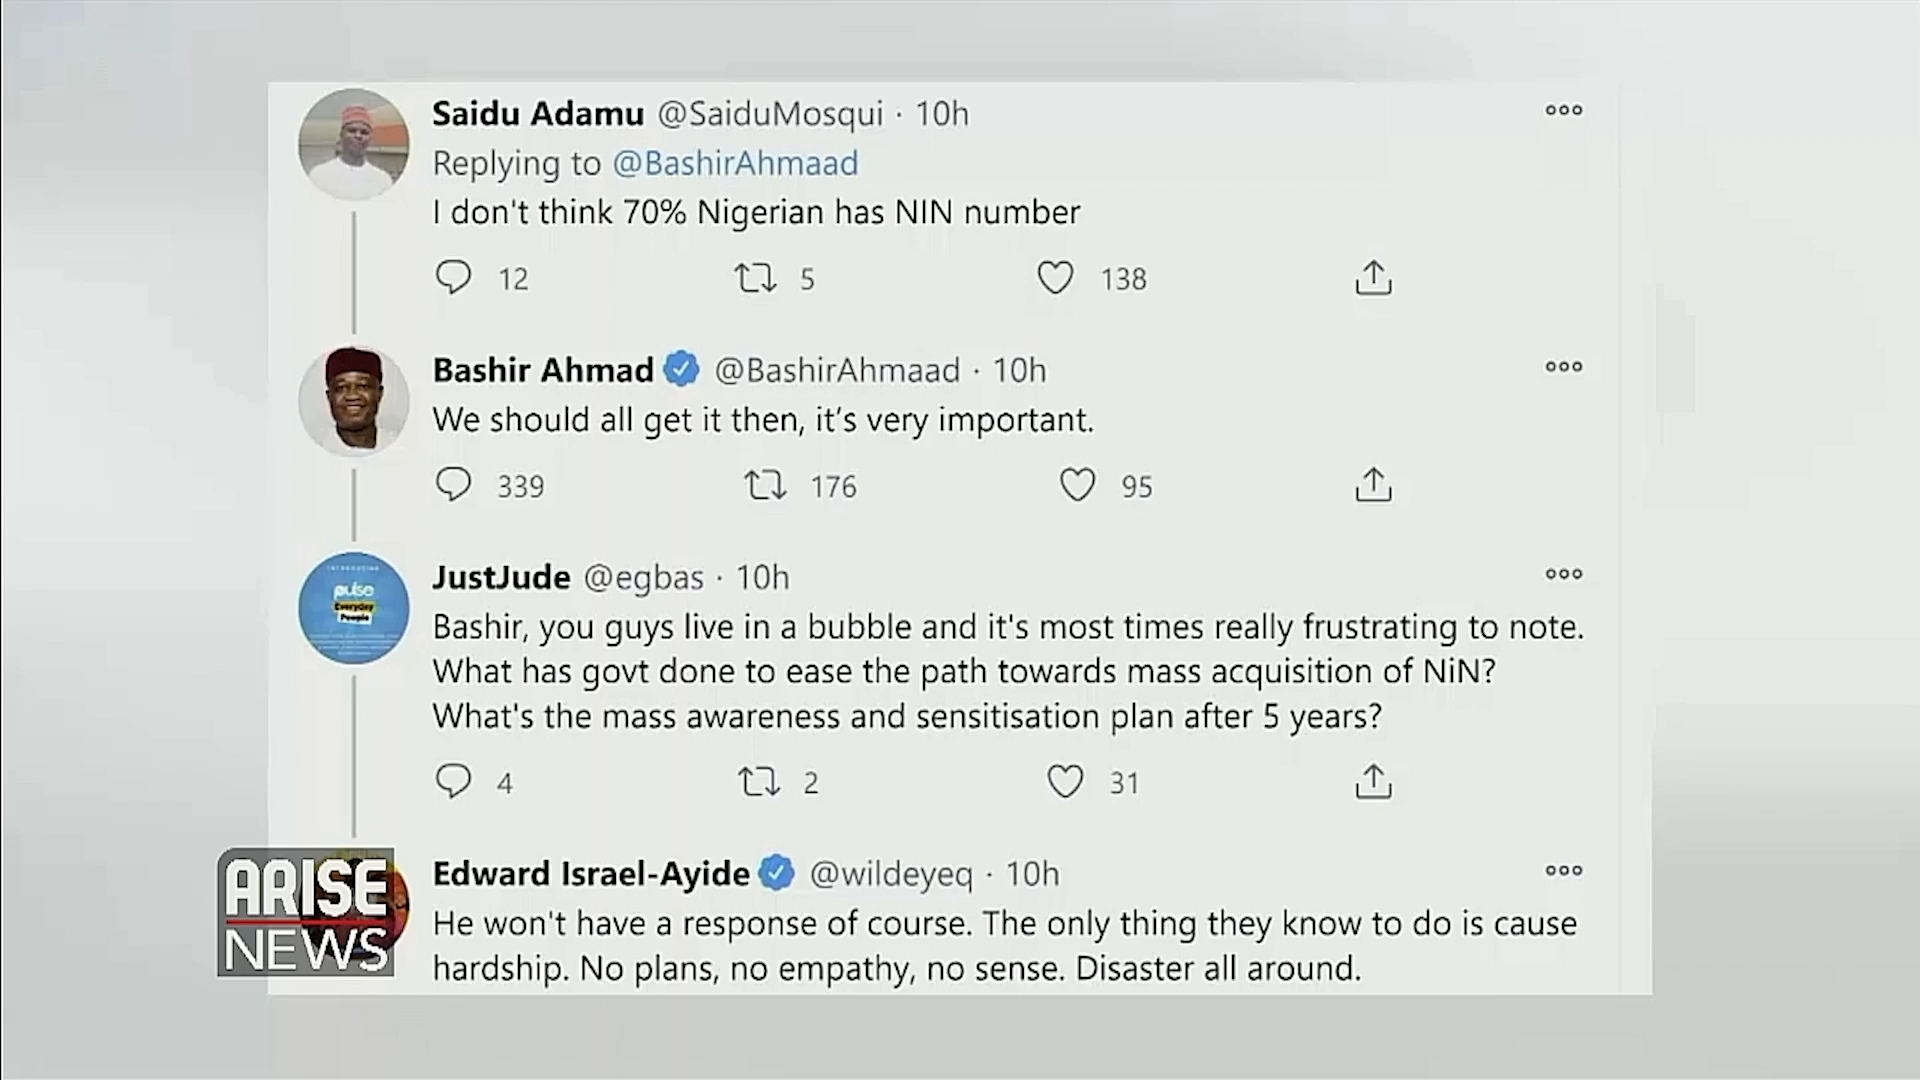 Saidu Adamu @SaiduMosqui · 10h
Replying to @BashirAhmaad
I don't think 70% Nigerian has NIN number
12 5 138
Bashir Ahmad @BashirAhmaad · 10h
We should all get it then, it’s very important.
339 176 95
INTRODUCING
pulse
Everyday
People
JustJude @egbas · 10h
Bashir, you guys live in a bubble and it's most times really frustrating to note.
What has govt done to ease the path towards mass acquisition of NiN?
What's the mass awareness and sensitisation plan after 5 years?
4 2 31
Edward Israel-Ayide @wildeyeq · 10h
He won't have a response of course. The only thing they know to do is cause
hardship. No plans, no empathy, no sense. Disaster all around.
ARISE
NEWS